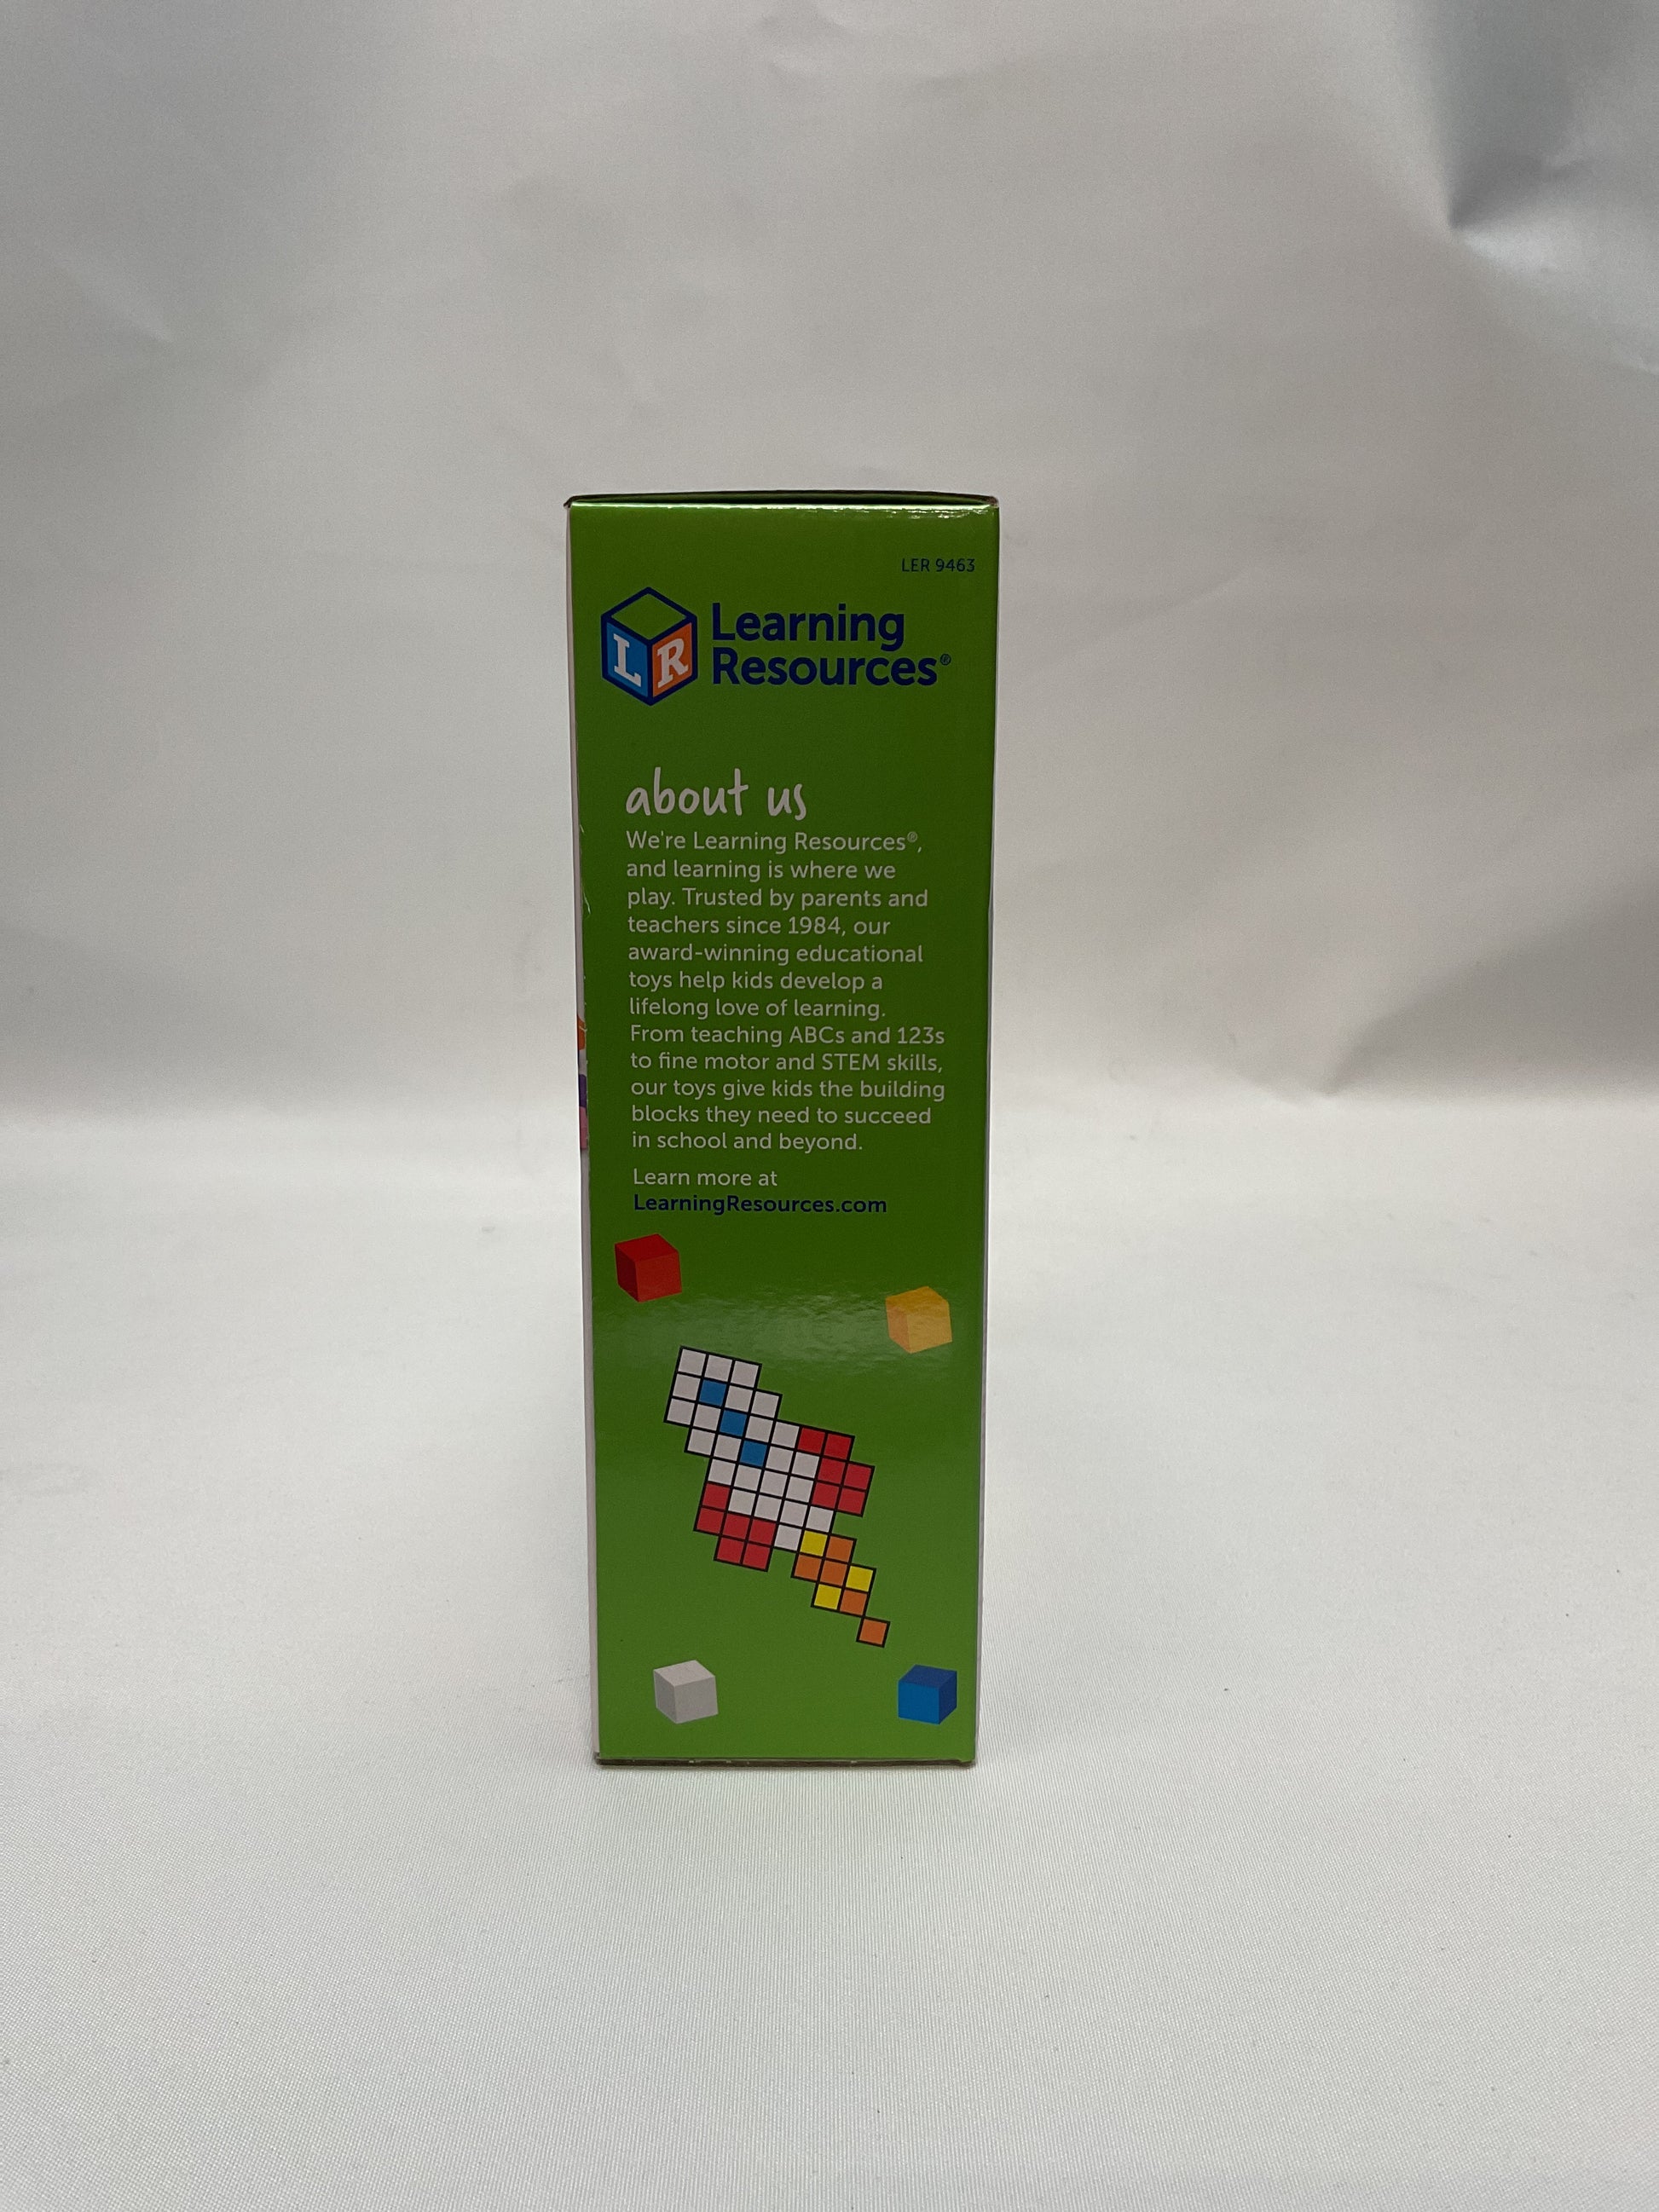 LER 9463
LR
Learning
Resources®
about us
We're Learning Resources®,
and learning is where we
play. Trusted by parents and
teachers since 1984, our
award-winning educational
toys help kids develop a
lifelong love of learning.
From teaching ABCs and 123s
to fine motor and STEM skills,
our toys give kids the building
blocks they need to succeed
in school and beyond.
Learn more at
LearningResources.com